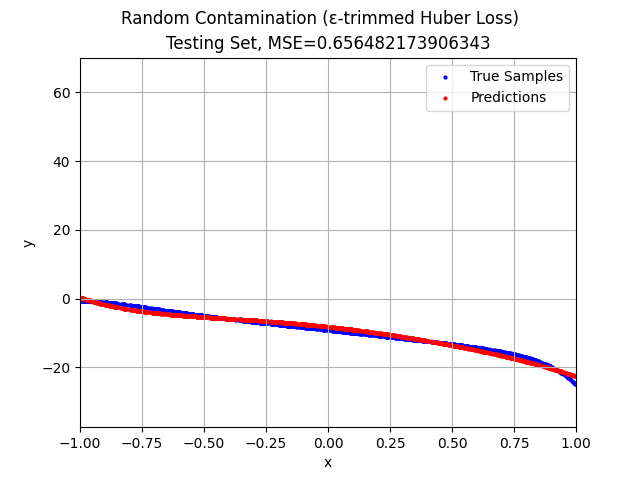 Random Contamination (ε-trimmed Huber Loss)
Testing Set, MSE=0.656482173906343
True Samples
Predictions
60
40
20
0
−20
y
−1.00 −0.75 −0.50 −0.25 0.00 0.25 0.50 0.75 1.00
x